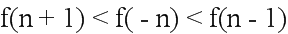 f(n + 1) < f( - n) < f(n - 1)